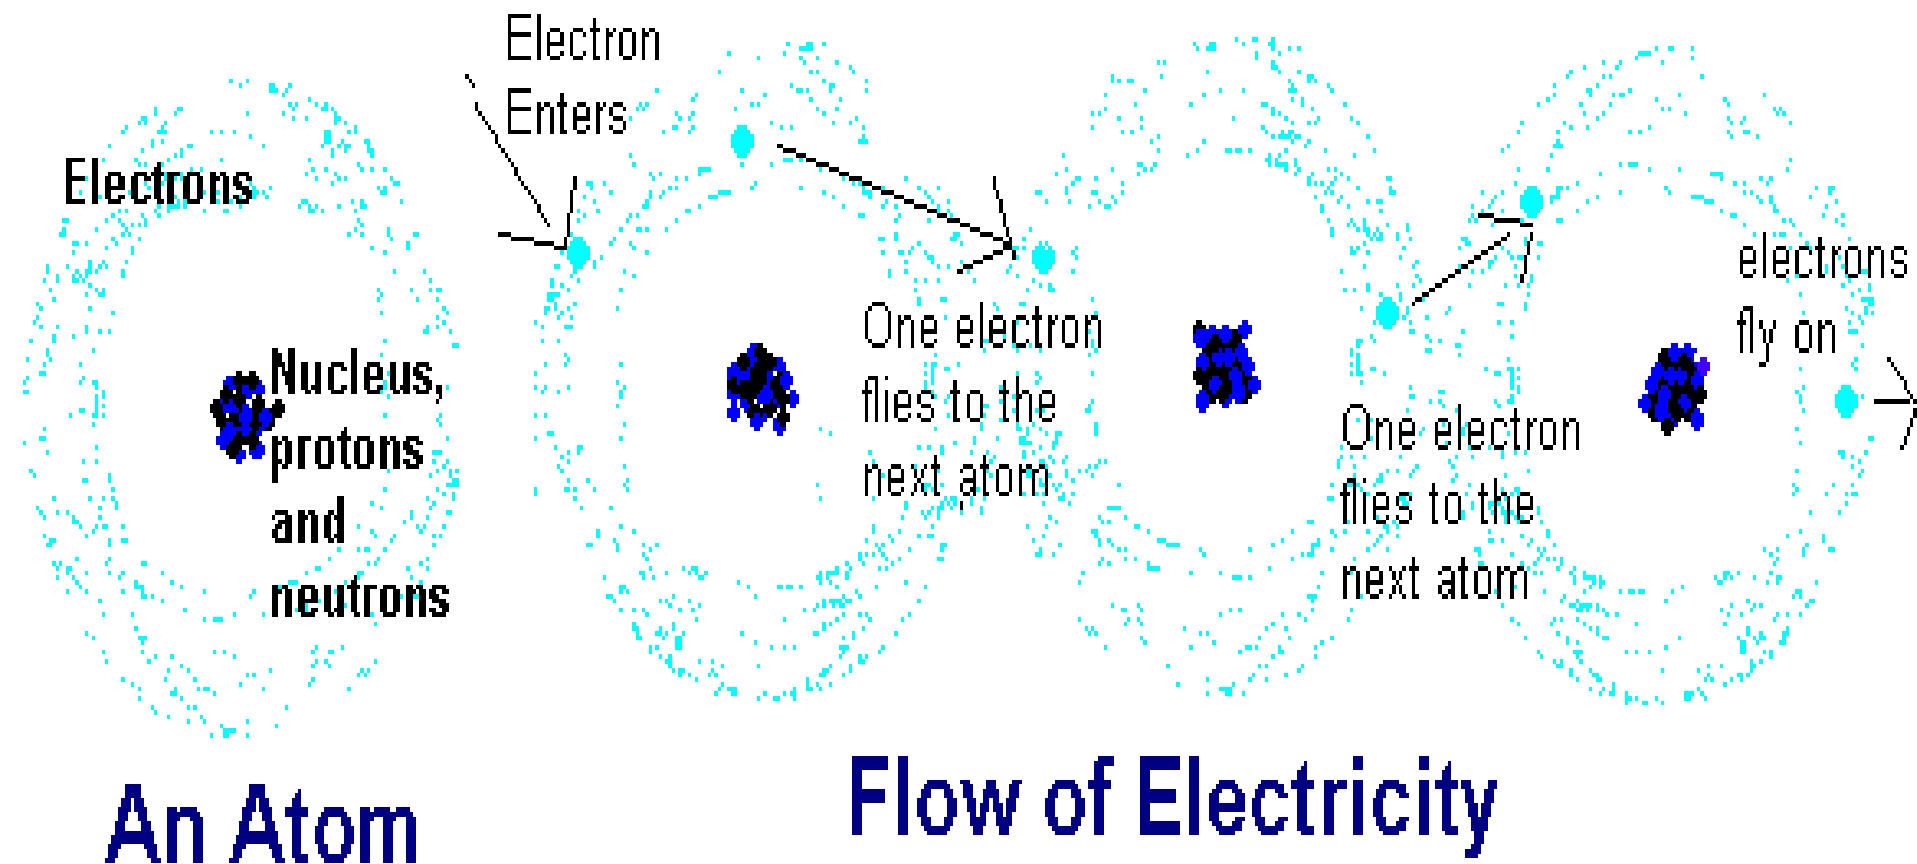 Electrons
Nucleus,
protons
and
neutrons
An Atom
Electron
Enters
One electron
flies to the
next atom
One electron
flies to the
next atom
electrons
fly on
Flow of Electricity